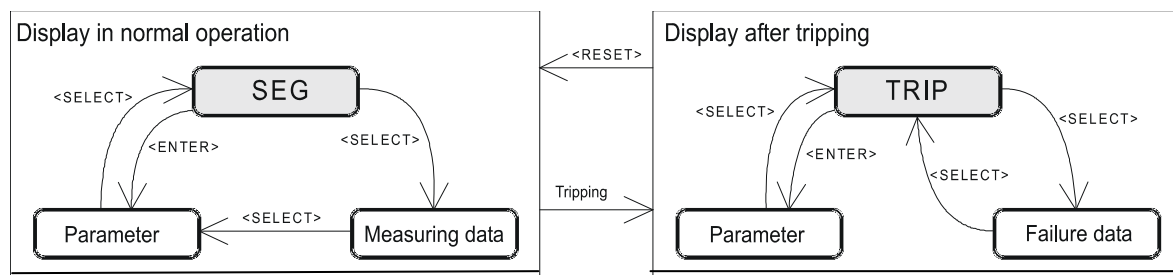 Display in normal operation
SEG
<SELECT>
<ENTER>
<SELECT>
<SELECT>
Parameter
Measuring data
<RESET>
Tripping
Display after tripping
TRIP
<SELECT>
<SELECT>
<ENTER>
<SELECT>
Parameter
Failure data